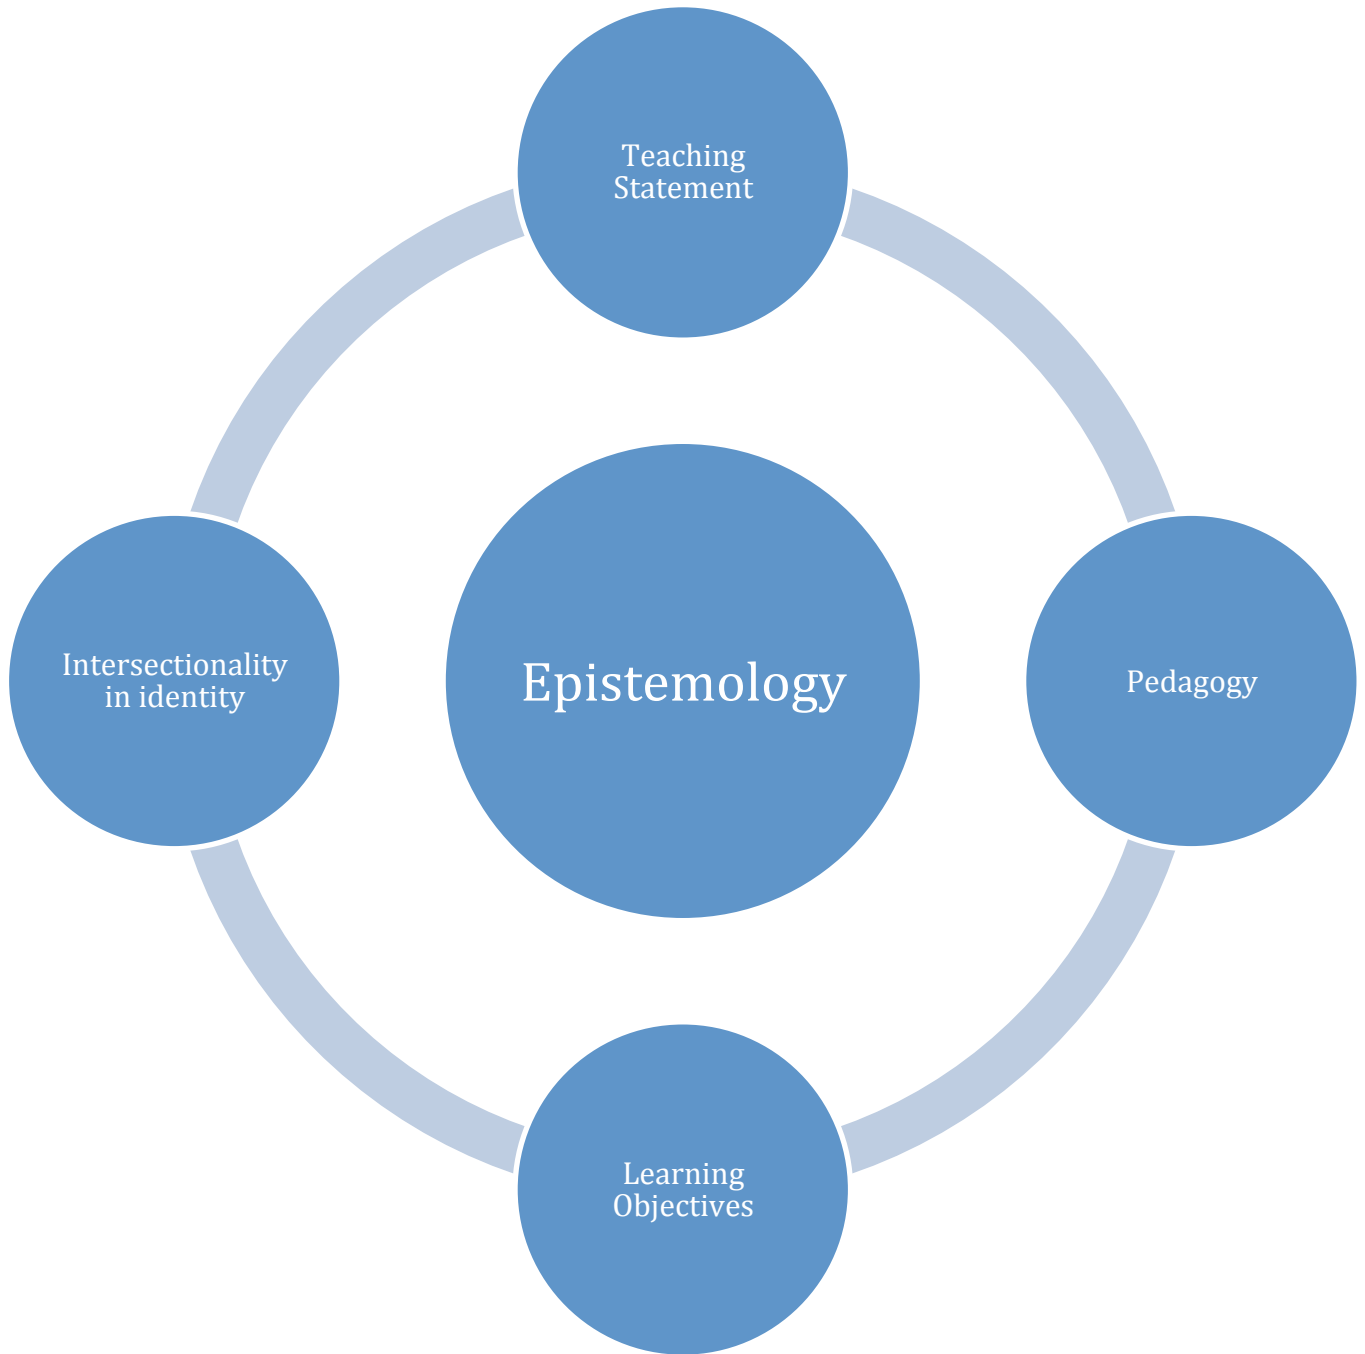 Teaching
Statement
Intersectionality
in identity
Epistemology
Pedagogy
Learning
Objectives